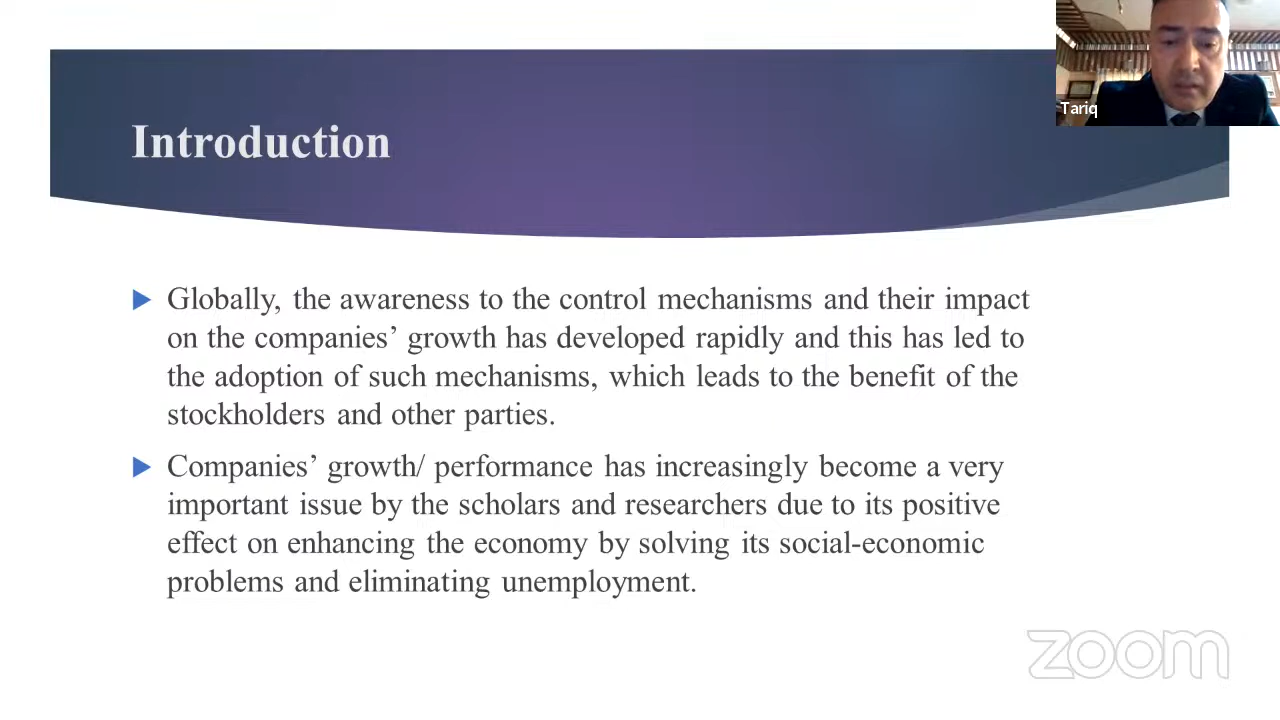 Tariq
Introduction
Globally, the awareness to the control mechanisms and their impact
on the companies’ growth has developed rapidly and this has led to
the adoption of such mechanisms, which leads to the benefit of the
stockholders and other parties.
Companies’ growth/ performance has increasingly become a very
important issue by the scholars and researchers due to its positive
effect on enhancing the economy by solving its social-economic
problems and eliminating unemployment.
zoom